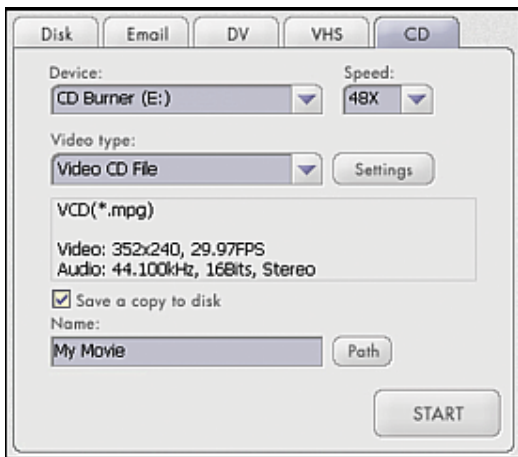 Disk Email DV VHS CD
Device: Speed:
CD Burner (E:) 48X
Video type:
Video CD File Settings
VCD(*.mpg)
Video: 352x240, 29.97FPS
Audio: 44.100kHz, 16Bits, Stereo
Save a copy to disk
Name:
My Movie Path
START